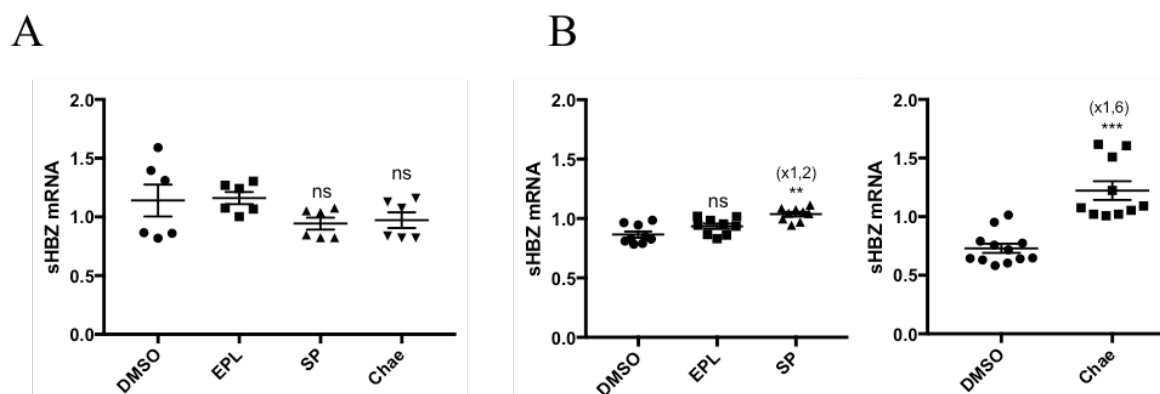 A
B
sHBZ mRNA
2.0
1.5
1.0
0.5
0.0
ns
ns
DMSO
EPL
SP
Chae
sHBZ mRNA
2.0
1.5
1.0
0.5
0.0
ns
(x1,2)
**
DMSO
EPL
SP
sHBZ mRNA
2.0
1.5
1.0
0.5
0.0
(x1,6)
***
DMSO
Chae